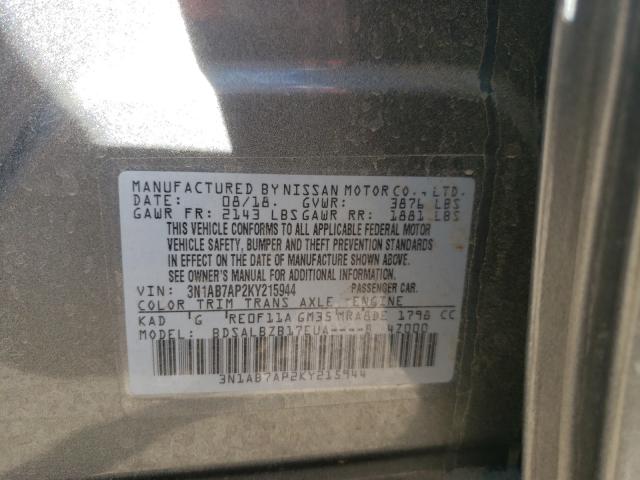 MANUFACTURED BY NISSAN MOTOR CO., LTD.
DATE: 08/18. GVWR: 3876 LBS
GAWR FR: 2143 LBS GAWR RR: 1881 LBS
THIS VEHICLE CONFORMS TO ALL APPLICABLE FEDERAL MOTOR
VEHICLE SAFETY, BUMPER AND THEFT PREVENTION STANDARDS
IN EFFECT ON THE DATE OF MANUFACTURE SHOWN ABOVE.
SEE OWNER'S MANUAL FOR ADDITIONAL INFORMATION.
VIN: 3N1AB7AP2KY215944 PASSENGER CAR.
COLOR TRIM TRANS AXLE ENGINE
KAD G RE0F11A GM35 MRA8DE 1798 CC
MODEL: BDSALBZB17EUA----B 4Z000
3N1AB7AP2KY215944